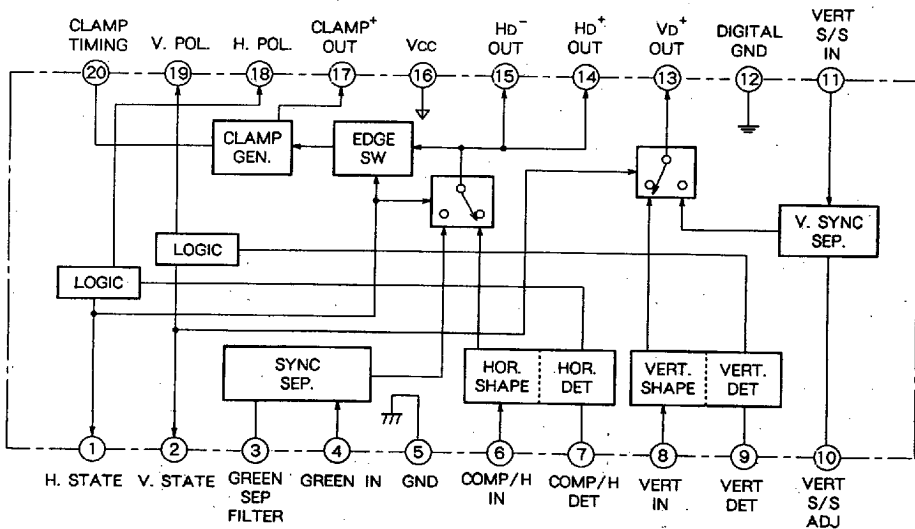 CLAMP
TIMING
V. POL.
H. POL.
CLAMP+
OUT
VCC
HD−
OUT
HD+
OUT
VD+
OUT
DIGITAL
GND
VERT
S/S
IN
20
19
18
17
16
15
14
13
12
11
CLAMP
GEN.
EDGE
SW
V. SYNC
SEP.
LOGIC
LOGIC
SYNC
SEP.
HOR.
SHAPE
HOR.
DET
VERT.
SHAPE
VERT.
DET
1
2
3
4
5
6
7
8
9
10
H. STATE
V. STATE
GREEN
SEP
FILTER
GREEN IN
GND
COMP/H
IN
COMP/H
DET
VERT
IN
VERT
DET
VERT
S/S
ADJ